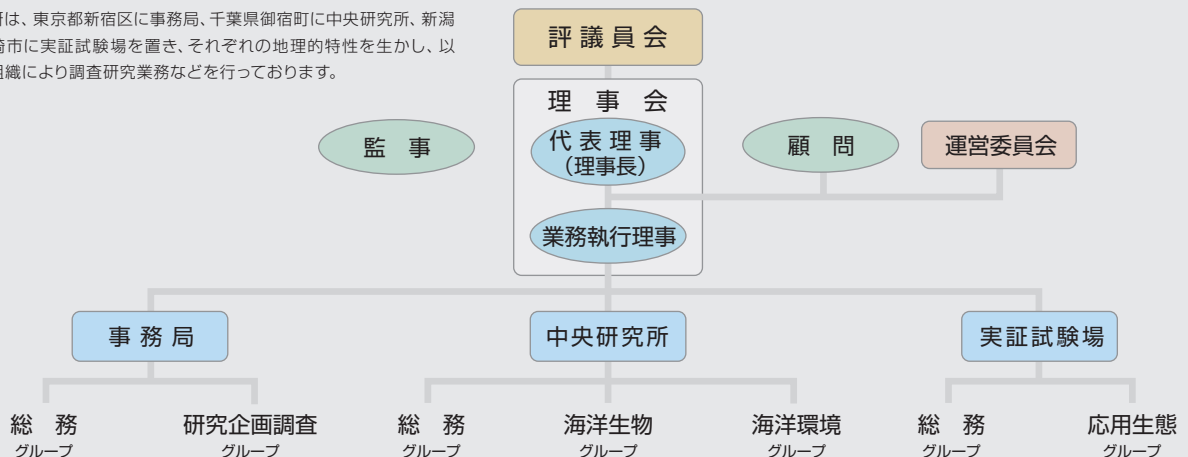 研は、東京都新宿区に事務局、千葉県御宿町に中央研究所、新潟
崎市に実証試験場を置き、それぞれの地理的特性を生かし、以
組織により調査研究業務などを行っております。
評議員会
理事会
監事
代表理事
(理事長)
顧問
運営委員会
業務執行理事
事務局
中央研究所
実証試験場
総務
グループ
研究企画調査
グループ
総務
グループ
海洋生物
グループ
海洋環境
グループ
総務
グループ
応用生態
グループ